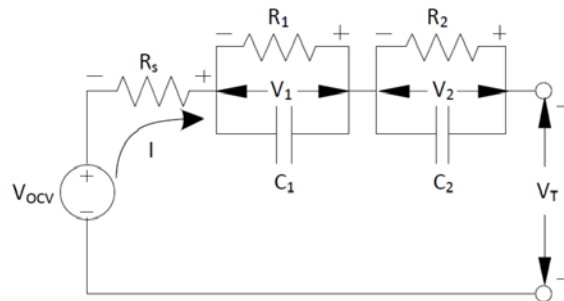 R1 R2
− + − +
Rs
− +
V1 V2
I
C1 C2
VOCV
+
−
VT
−
−